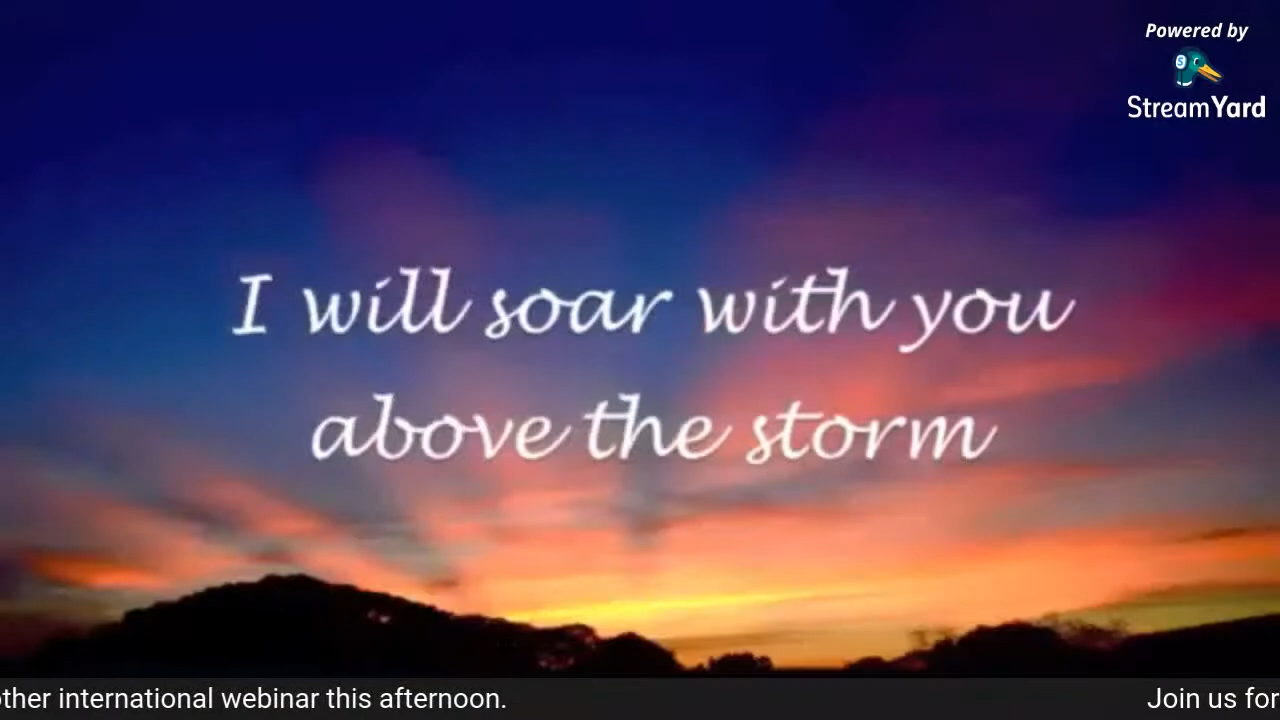 Powered by
StreamYard
I will soar with you
above the storm
other international webinar this afternoon.
Join us for